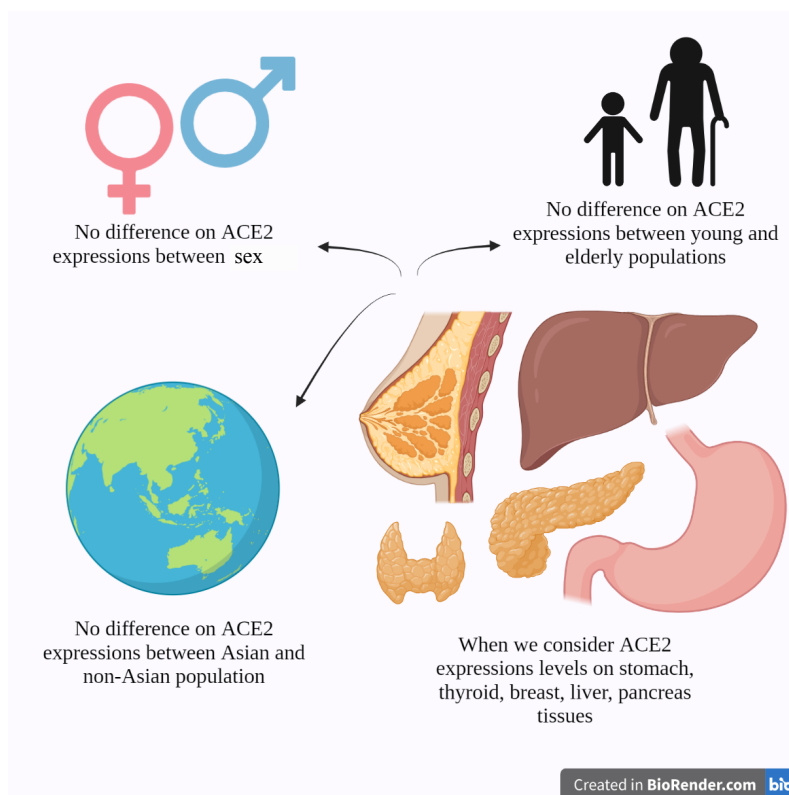 No difference on ACE2
expressions between sex
No difference on ACE2
expressions between young and
elderly populations
No difference on ACE2
expressions between Asian and
non-Asian population
When we consider ACE2
expressions levels on stomach,
thyroid, breast, liver, pancreas
tissues
Created in BioRender.com bio